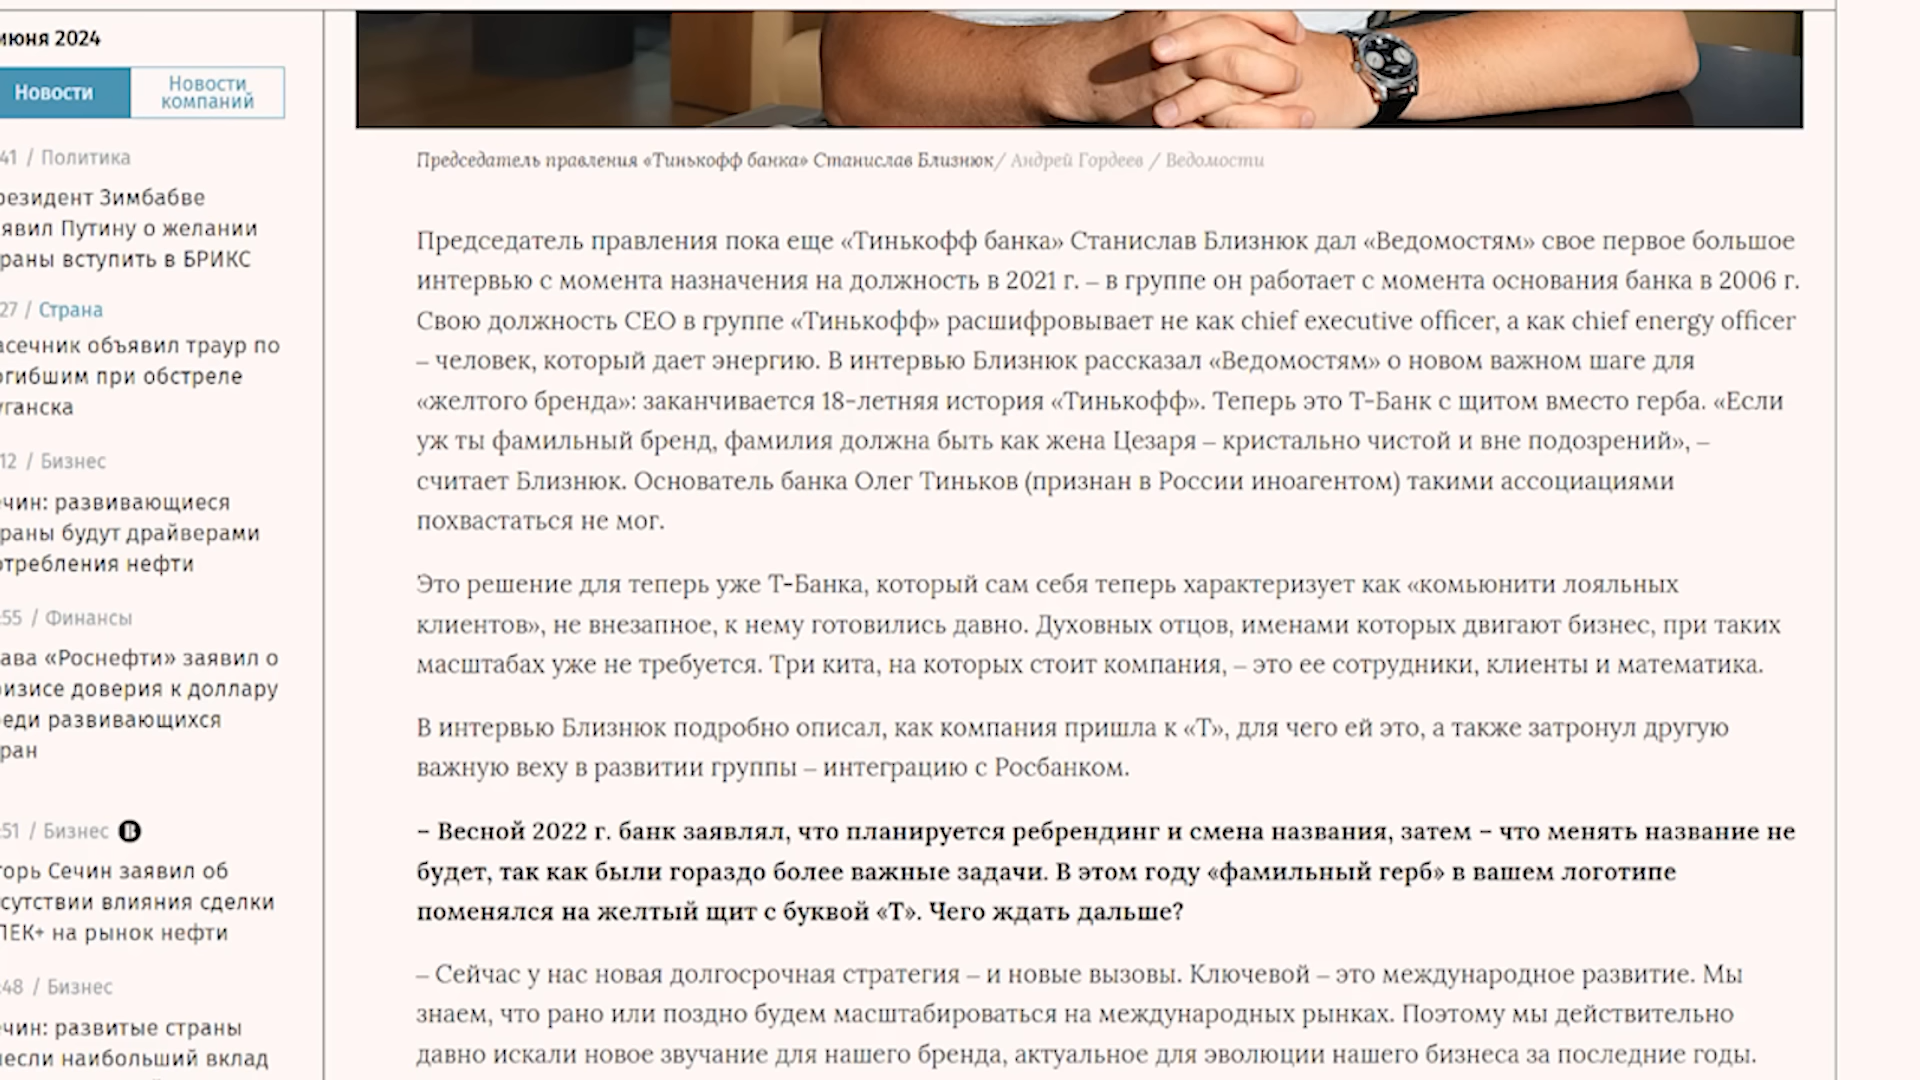 июня 2024
Новости
Новости
компаний
41 / Политика
резидент Зимбабве
явил Путину о желании
раны вступить в БРИКС
27 / Страна
асечник объявил траур по
огибшим при обстреле
уганска
12 / Бизнес
ечин: развивающиеся
раны будут драйверами
отребления нефти
:55 / Финансы
ава «Роснефти» заявил о
ризисе доверия к доллару
реди развивающихся
ран
:51 / Бизнес В
горь Сечин заявил об
сутствии влияния сделки
ПЕК+ на рынок нефти
:48 / Бизнес
ечин: развитые страны
несли наибольший вклад
Председатель правления «Тинькофф банка» Станислав Близнюк/ Андрей Гордеев / Ведомости
Председатель правления пока еще «Тинькофф банка» Станислав Близнюк дал «Ведомостям» свое первое большое
интервью с момента назначения на должность в 2021 г. – в группе он работает с момента основания банка в 2006 г.
Свою должность CEO в группе «Тинькофф» расшифровывает не как chief executive officer, а как chief energy officer
– человек, который дает энергию. В интервью Близнюк рассказал «Ведомостям» о новом важном шаге для
«желтого бренда»: заканчивается 18-летняя история «Тинькофф». Теперь это Т-Банк с щитом вместо герба. «Если
уж ты фамильный бренд, фамилия должна быть как жена Цезаря – кристально чистой и вне подозрений», –
считает Близнюк. Основатель банка Олег Тиньков (признан в России иноагентом) такими ассоциациями
похвастаться не мог.
Это решение для теперь уже Т-Банка, который сам себя теперь характеризует как «комьюнити лояльных
клиентов», не внезапное, к нему готовились давно. Духовных отцов, именами которых двигают бизнес, при таких
масштабах уже не требуется. Три кита, на которых стоит компания, – это ее сотрудники, клиенты и математика.
В интервью Близнюк подробно описал, как компания пришла к «Т», для чего ей это, а также затронул другую
важную веху в развитии группы – интеграцию с Росбанком.
– Весной 2022 г. банк заявлял, что планируется ребрендинг и смена названия, затем – что менять название не
будет, так как были гораздо более важные задачи. В этом году «фамильный герб» в вашем логотипе
поменялся на желтый щит с буквой «Т». Чего ждать дальше?
– Сейчас у нас новая долгосрочная стратегия – и новые вызовы. Ключевой – это международное развитие. Мы
знаем, что рано или поздно будем масштабироваться на международных рынках. Поэтому мы действительно
давно искали новое звучание для нашего бренда, актуальное для эволюции нашего бизнеса за последние годы.